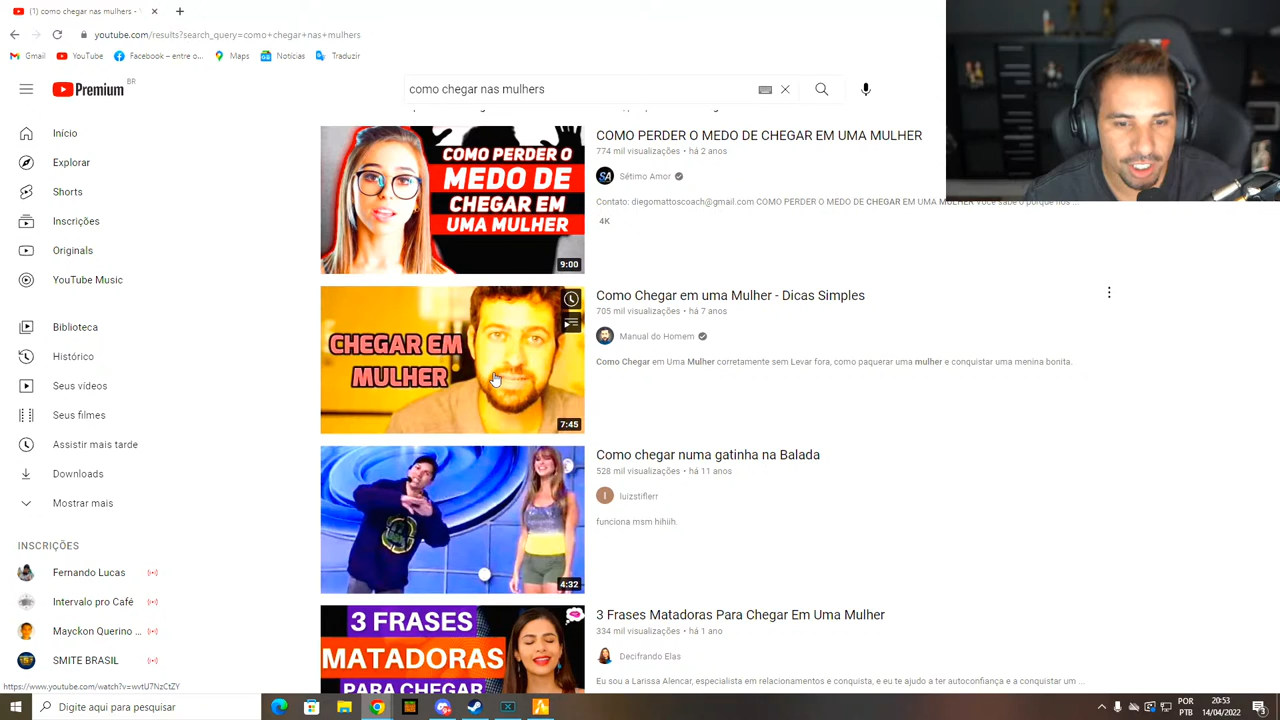 (1) como chegar nas mulhers -
youtube.com/results?search_query=como+chegar+nas+mulhers
Gmail YouTube Facebook – entre o... Maps Notícias Traduzir
Premium BR
como chegar nas mulhers
Início
Explorar
Shorts
Inscrições
Originals
YouTube Music
Biblioteca
Histórico
Seus vídeos
Seus filmes
Assistir mais tarde
Downloads
Mostrar mais
INSCRIÇÕES
Fernando Lucas
Intervalo pro Café
Mayckon Querino ...
SMITE BRASIL
COMO PERDER O
MEDO DE
CHEGAR EM
UMA MULHER
9:00
COMO PERDER O MEDO DE CHEGAR EM UMA MULHER
774 mil visualizações • há 2 anos
Sétimo Amor
Contato: diegomattoscoach@gmail.com COMO PERDER O MEDO DE CHEGAR EM UMA MULHER Você sabe o porque nós ...
4K
CHEGAR EM
MULHER
7:45
Como Chegar em uma Mulher - Dicas Simples
705 mil visualizações • há 7 anos
Manual do Homem
Como Chegar em Uma Mulher corretamente sem Levar fora, como paquerar uma mulher e conquistar uma menina bonita.
4:32
Como chegar numa gatinha na Balada
528 mil visualizações • há 11 anos
l luizstiflerr
funciona msm hihiih.
3 FRASES
MATADORAS
PARA CHEGAR
3 Frases Matadoras Para Chegar Em Uma Mulher
334 mil visualizações • há 1 ano
Decifrando Elas
Eu sou a Larissa Alencar, especialista em relacionamentos e conquista, e eu te ajudo a ter autoconfiança e a conquistar um ...
https://www.youtube.com/watch?v=wvtU7NzCtZY
Digite aqui para pesquisar
POR
PTB
20:53
14/04/2022